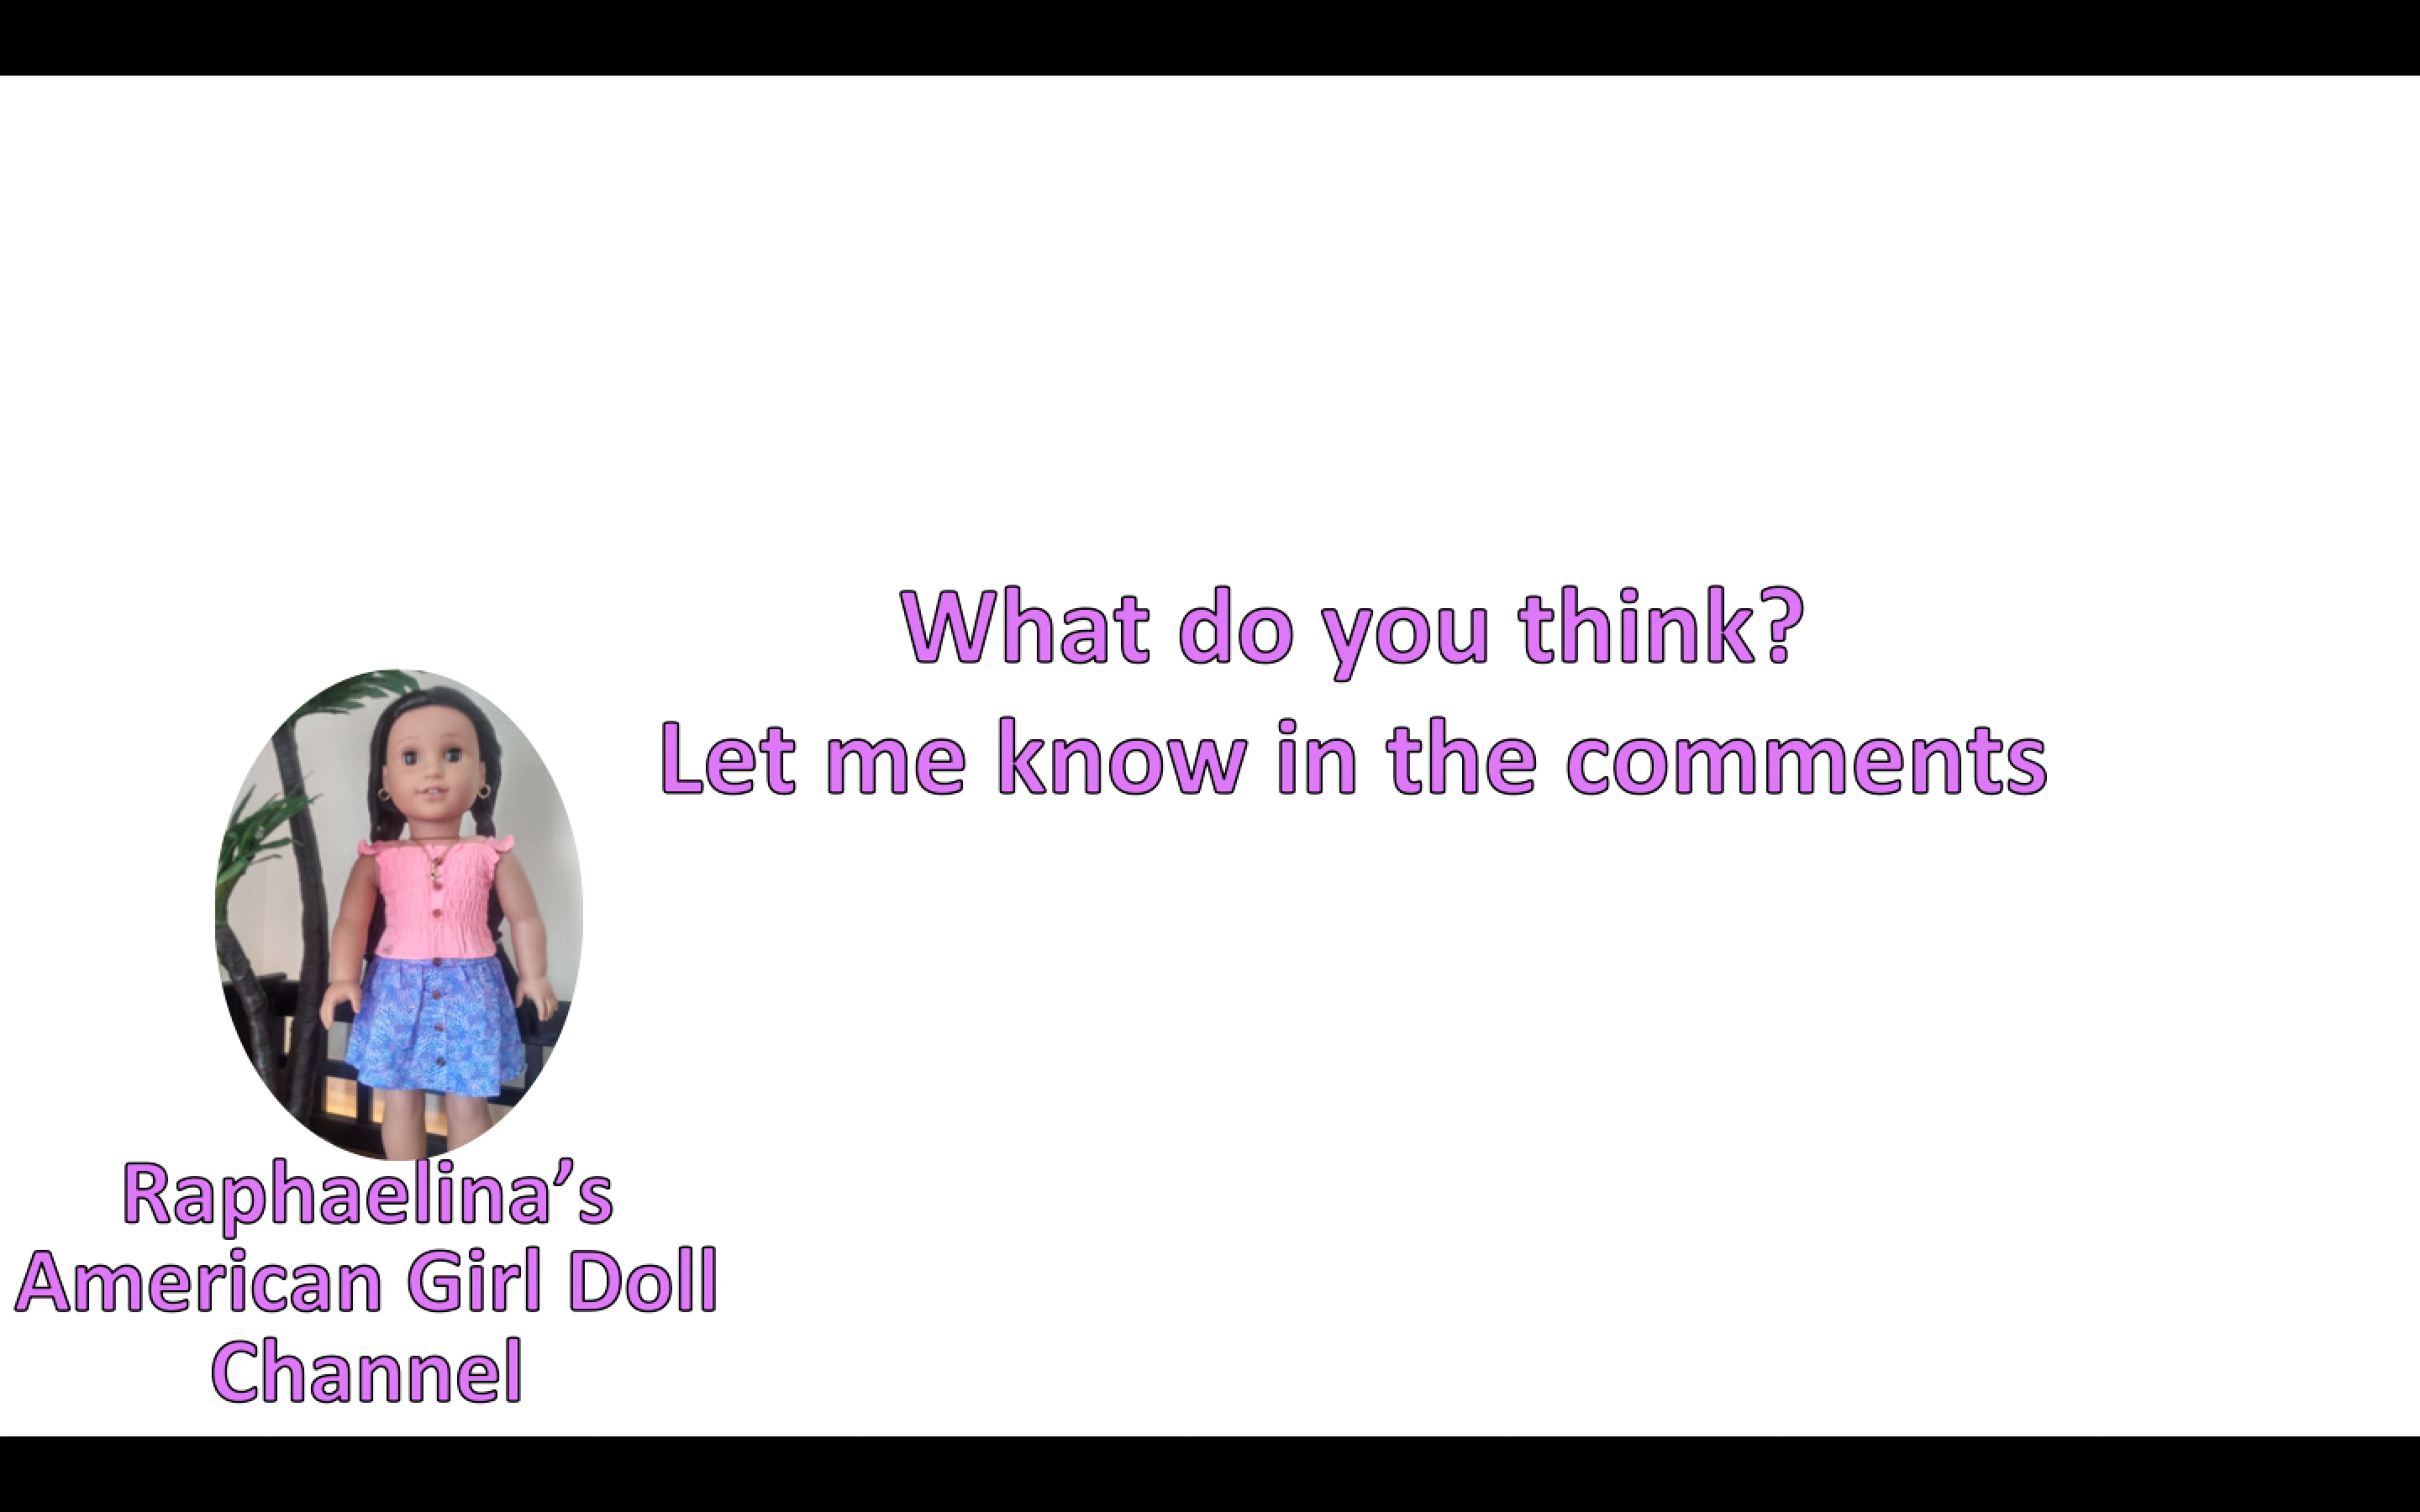 What do you think?
Let me know in the comments
Raphaelina’s
American Girl Doll
Channel